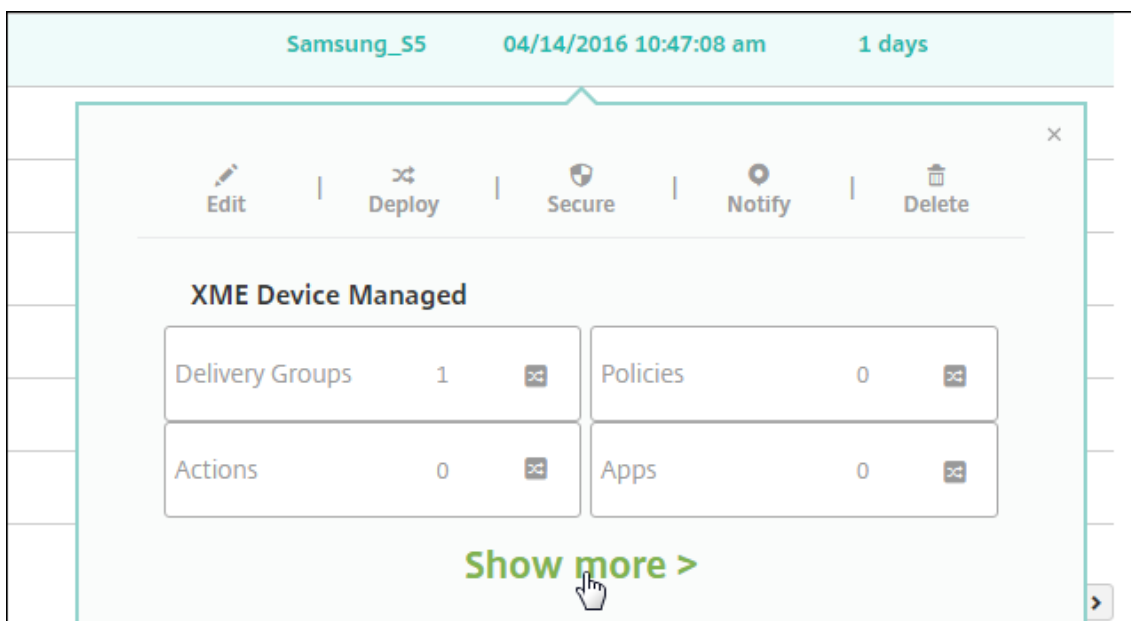 Samsung_S5 04/14/2016 10:47:08 am 1 days
×
Edit | Deploy | Secure | Notify | Delete
XME Device Managed
Delivery Groups 1 Policies 0
Actions 0 Apps 0
Show more >